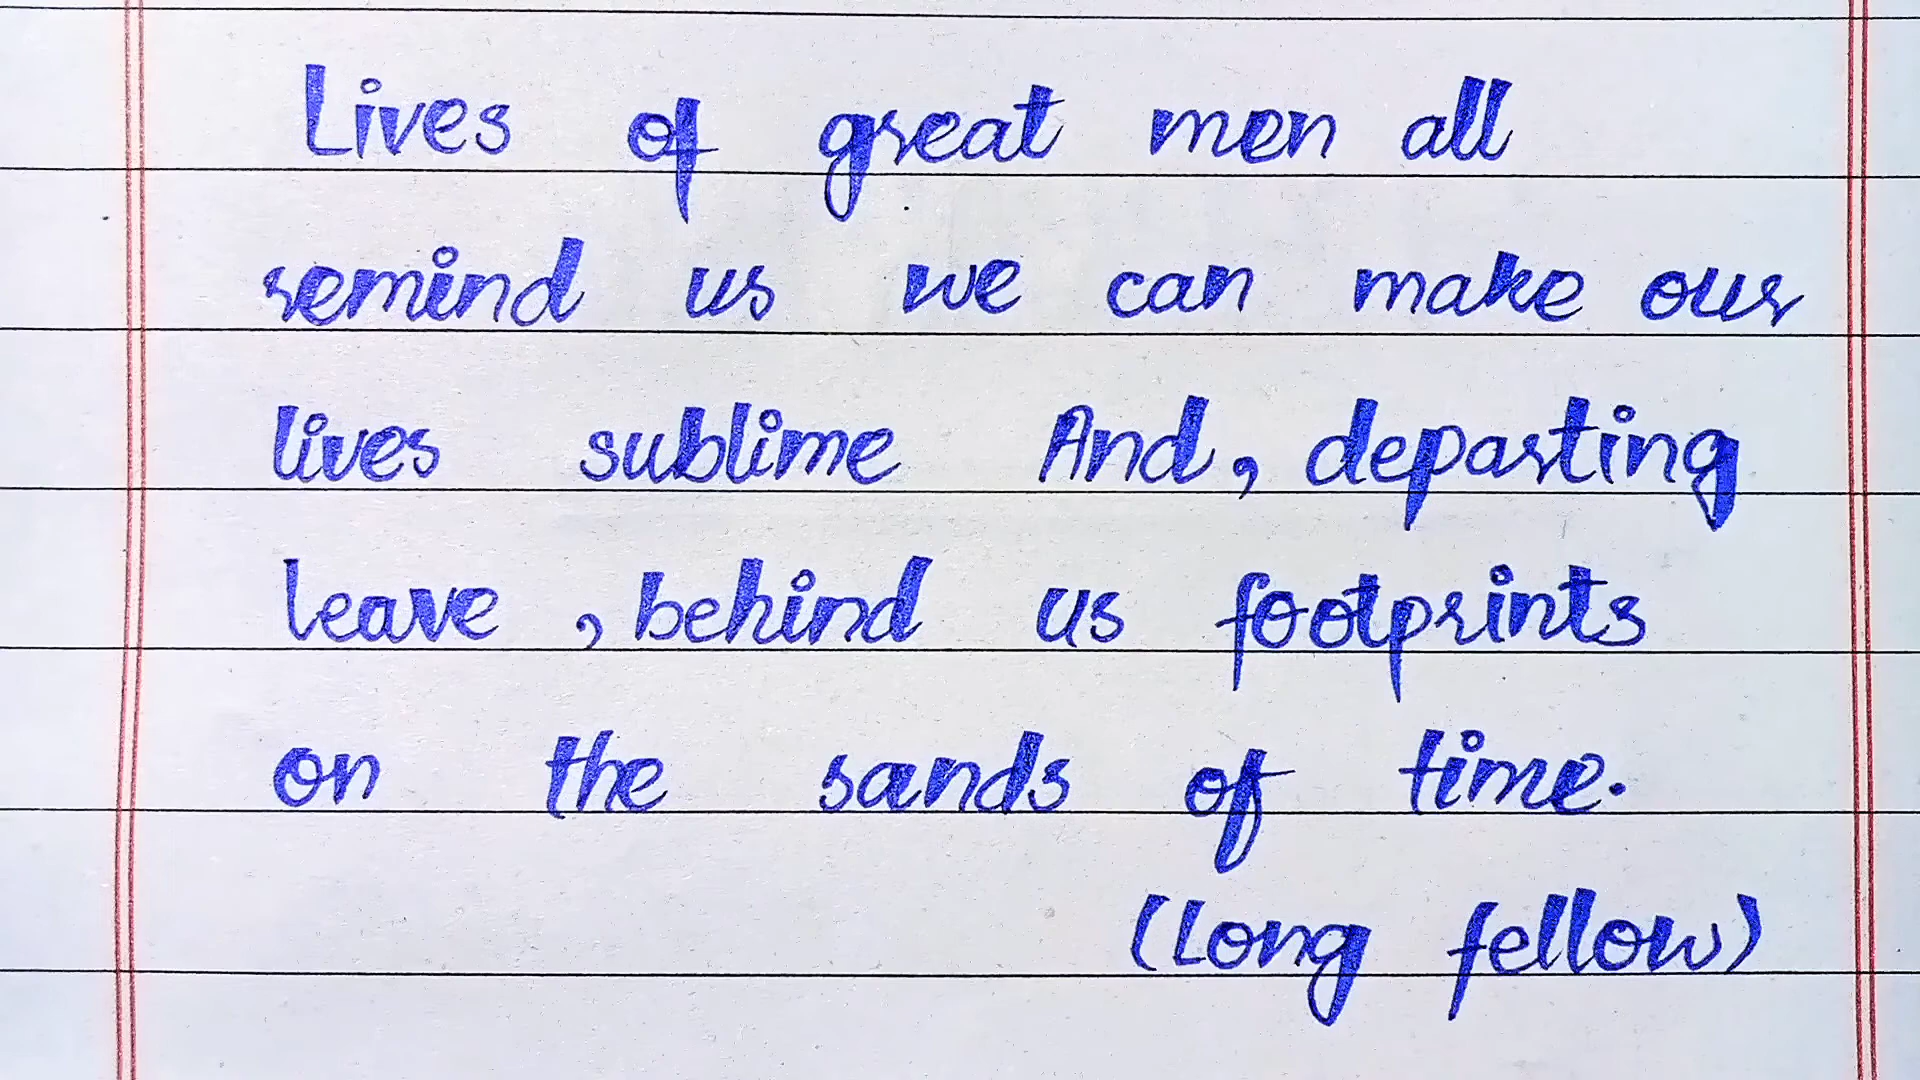 Lives of great men all
remind us we can make our
lives sublime And, departing
leave , behind us footprints
on the sands of time.
(Long fellow)